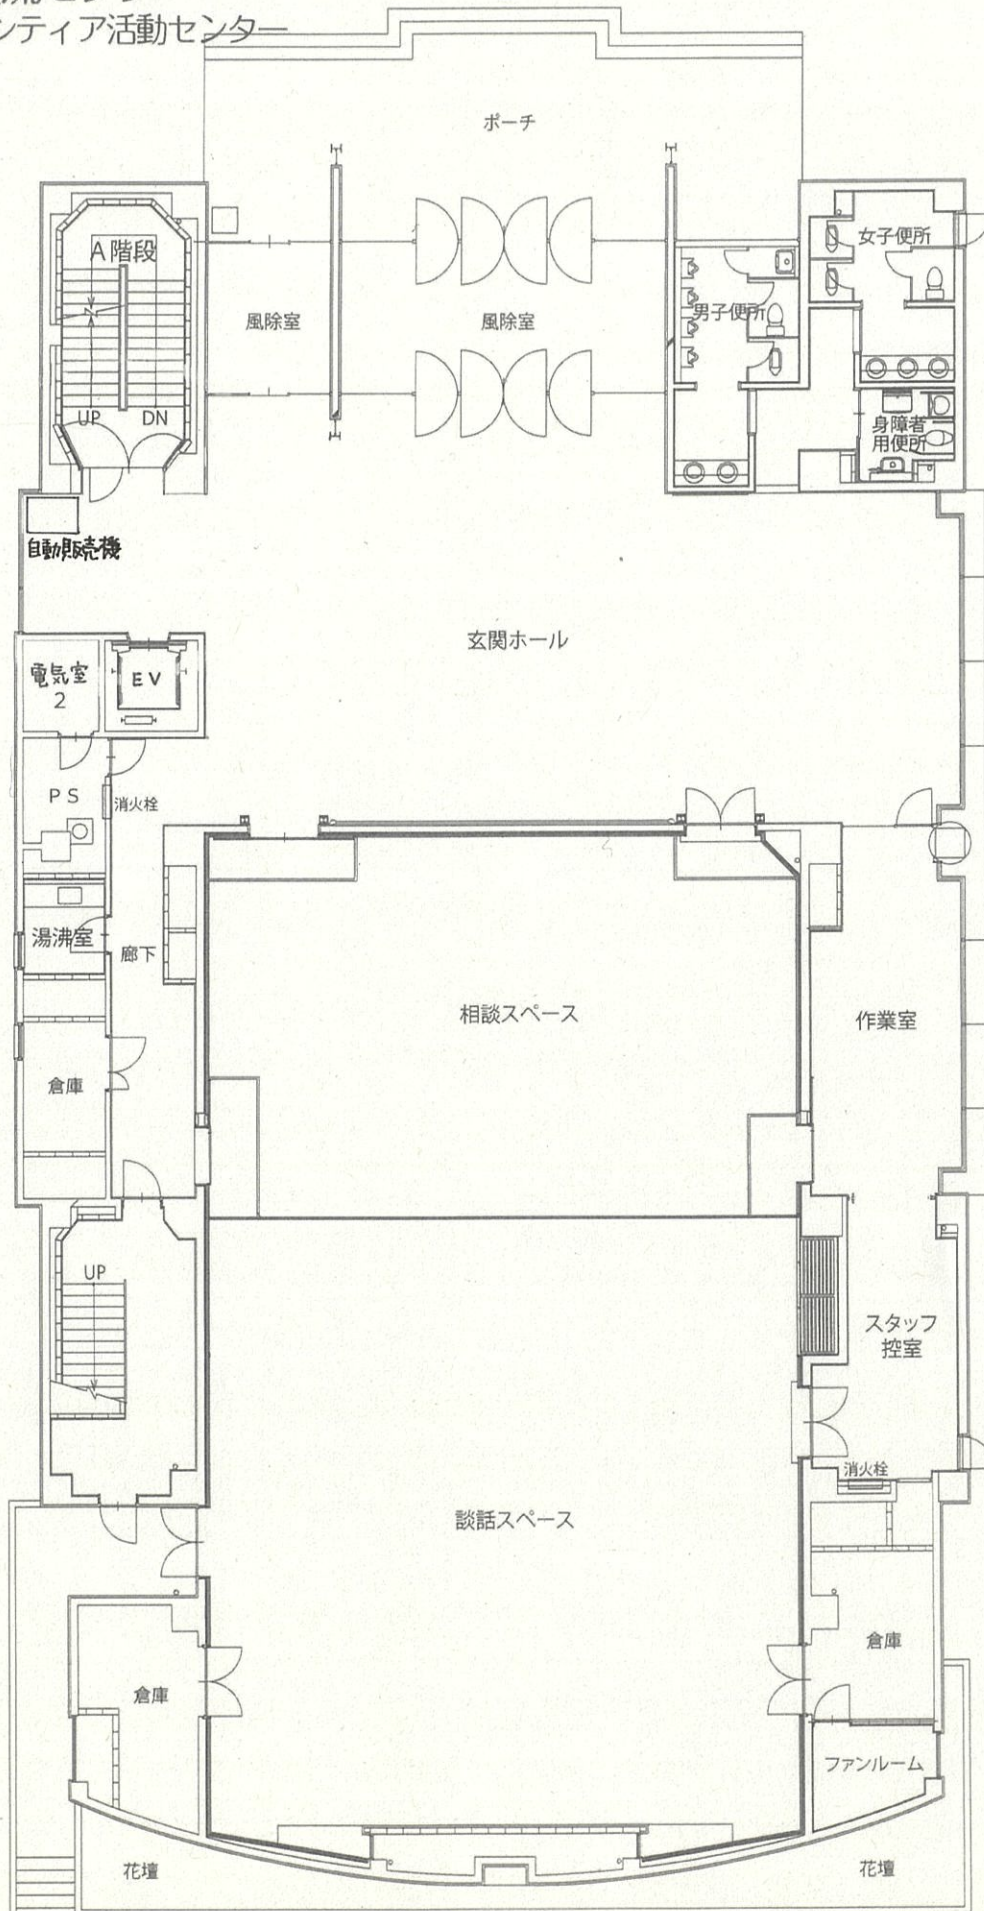 ンティア活動センター
ポーチ
A階段
女子便所
男子便所
風除室
風除室
UP
DN
身障者
用便所
自動販売機
玄関ホール
電気室
2
EV
PS
消火栓
湯沸室
廊下
相談スペース
作業室
倉庫
UP
スタッフ
控室
消火栓
談話スペース
倉庫
倉庫
ファンルーム
花壇
花壇